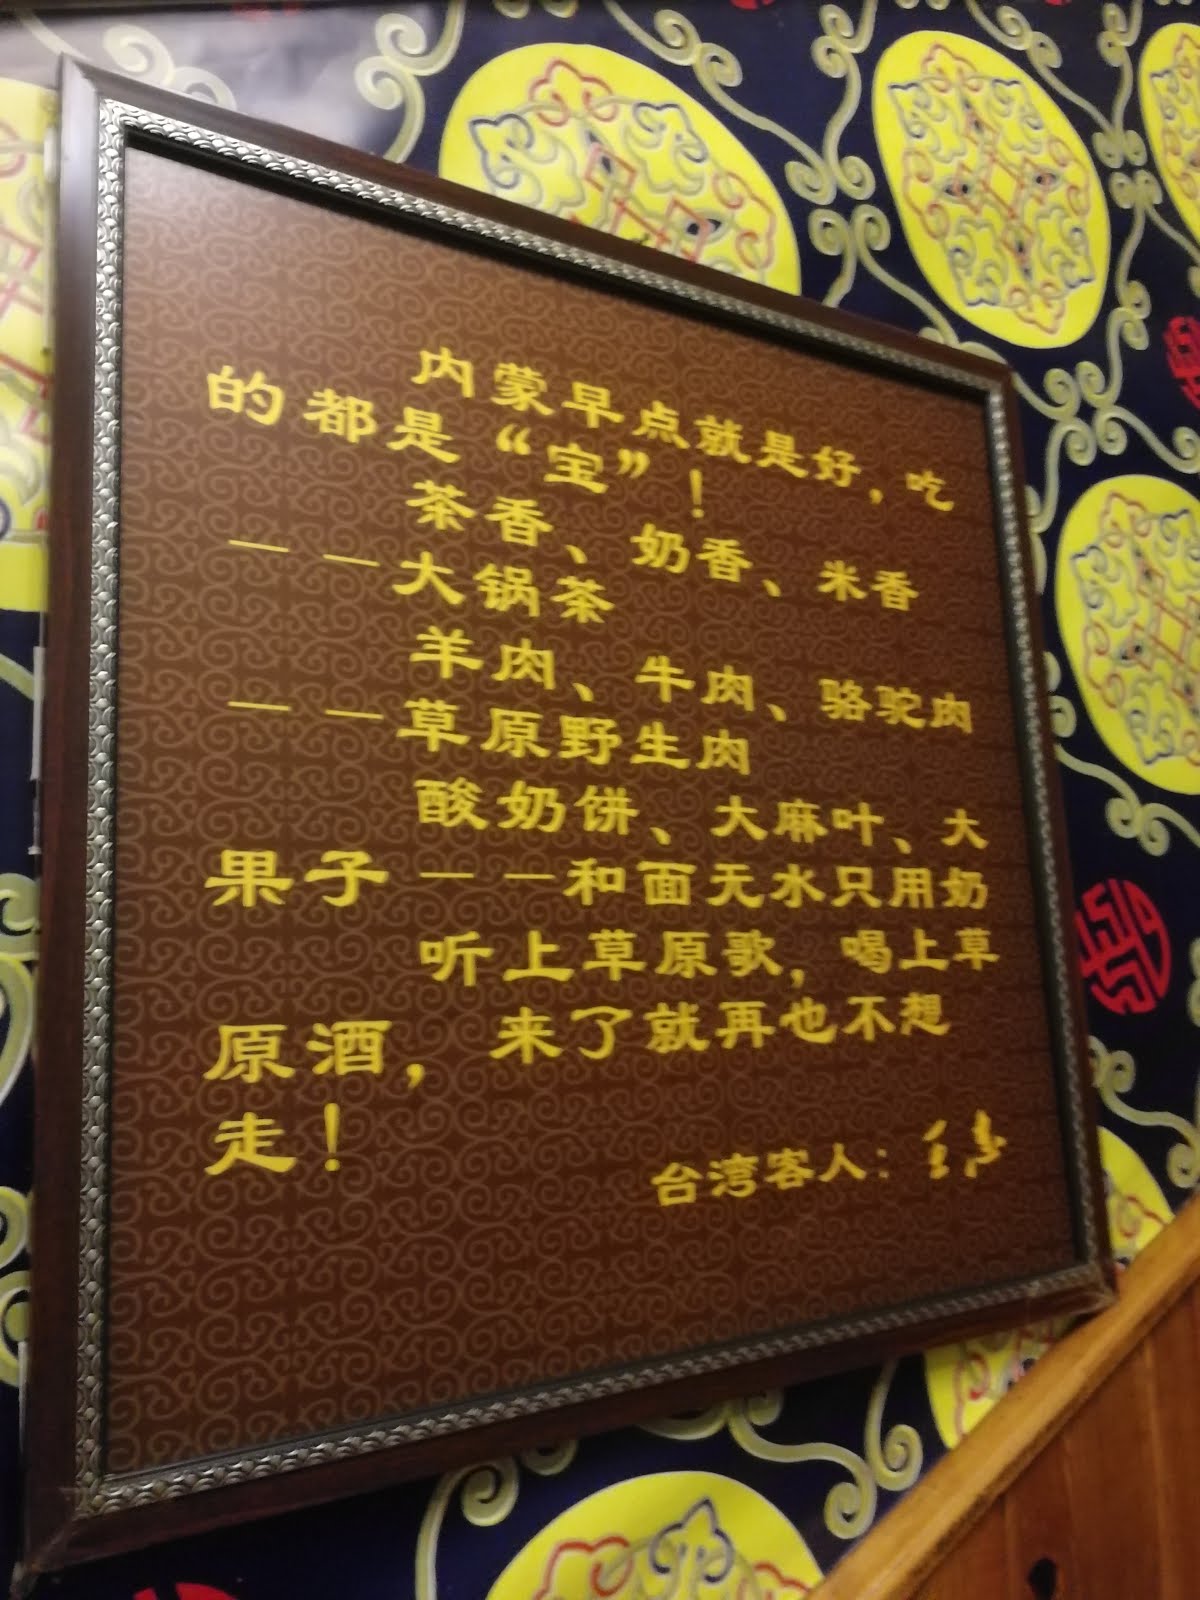 内蒙早点就是好，吃
的都是“宝”！
茶香、奶香、米香
——大锅茶
羊肉、牛肉、骆驼肉
——草原野生肉
酸奶饼、大麻叶、大
果子——和面无水只用奶
听上草原歌，喝上草
原酒，来了就再也不想
走！
台湾客人：